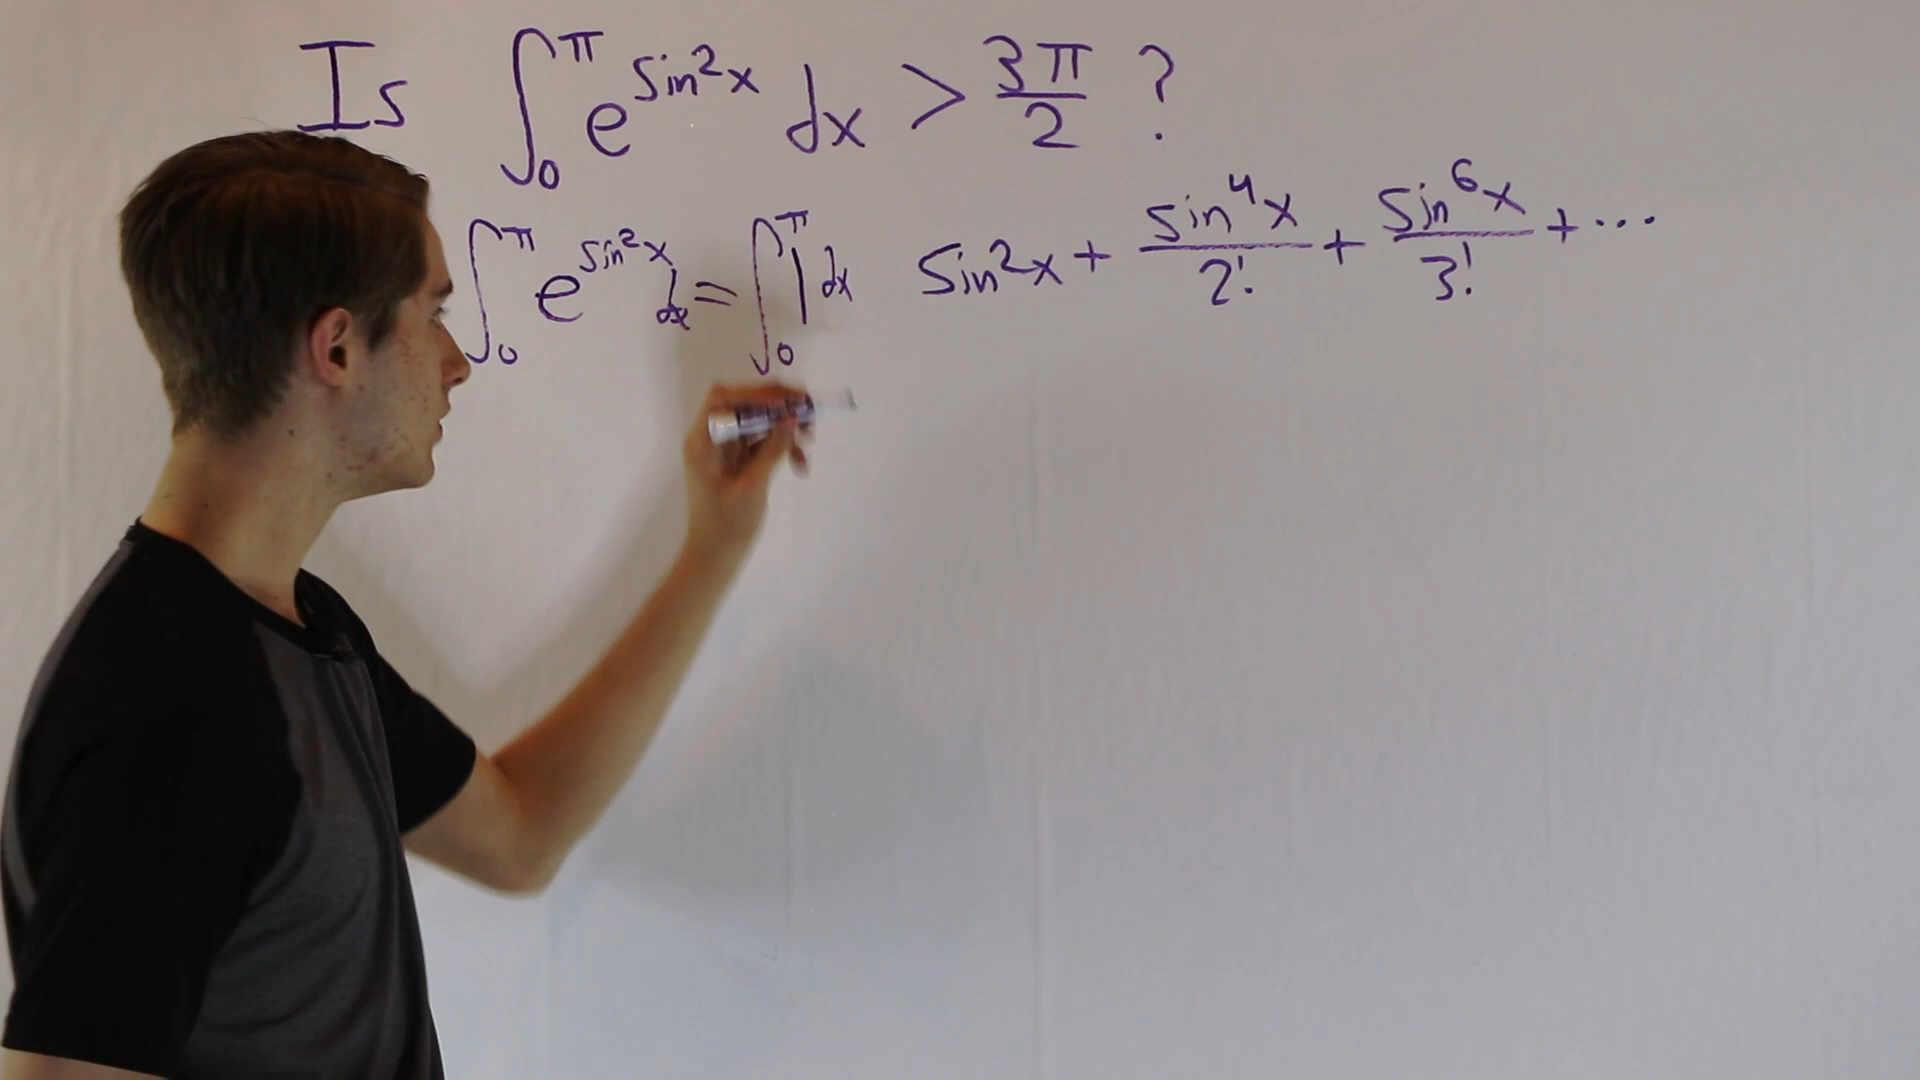 Is ∫₀^π e^{sin²x} dx > 3π/2 ?
∫₀^π e^{sin²x} dx = ∫₀^π 1 dx sin²x + sin⁴x/2! + sin⁶x/3! + ...